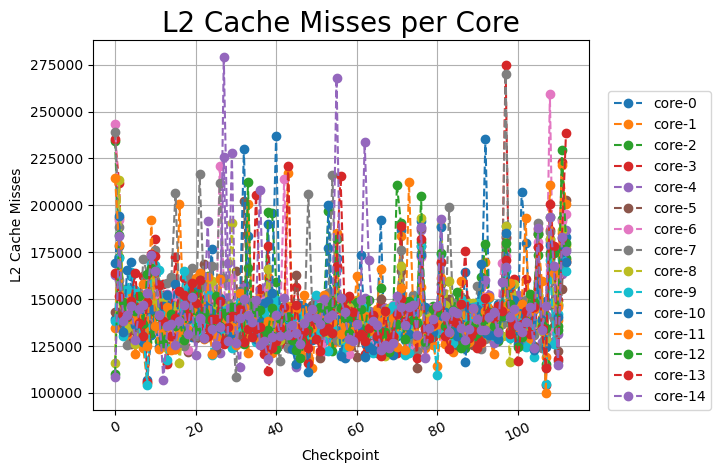 L2 Cache Misses per Core
L2 Cache Misses
275000
250000
225000
200000
175000
150000
125000
100000
0
20
40
60
80
100
Checkpoint
core-0
core-1
core-2
core-3
core-4
core-5
core-6
core-7
core-8
core-9
core-10
core-11
core-12
core-13
core-14